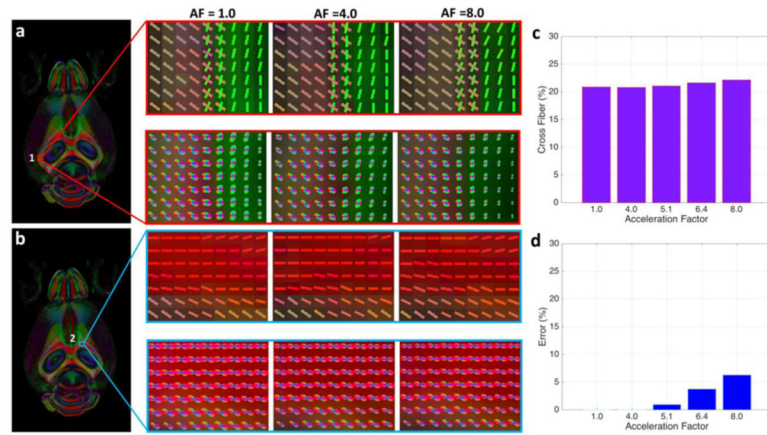 AF = 1.0 AF =4.0 AF =8.0
a
1
b
2
c
30
25
20
15
10
5
0
Cross Fiber (%)
1.0 4.0 5.1 6.4 8.0
Acceleration Factor
d
30
25
20
15
10
5
0
Error (%)
1.0 4.0 5.1 6.4 8.0
Acceleration Factor